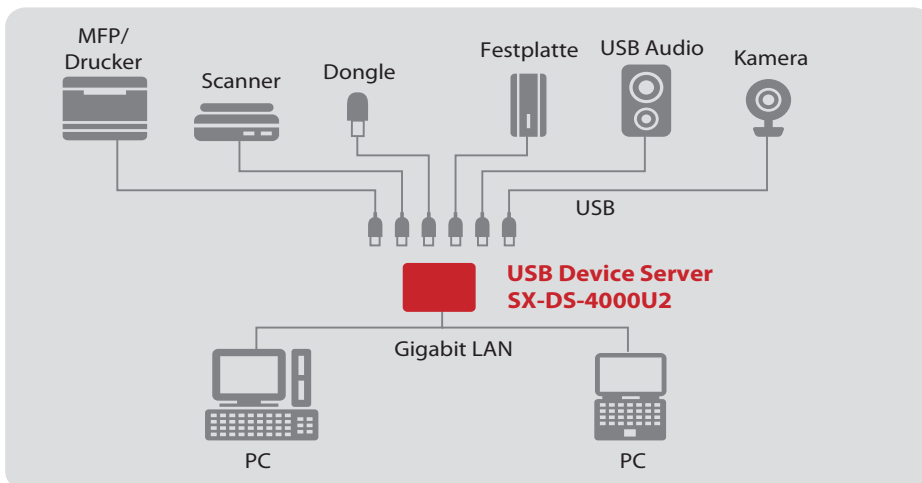 MFP/
Drucker
Scanner
Dongle
Festplatte
USB Audio
Kamera
USB
USB Device Server
SX-DS-4000U2
Gigabit LAN
PC
PC